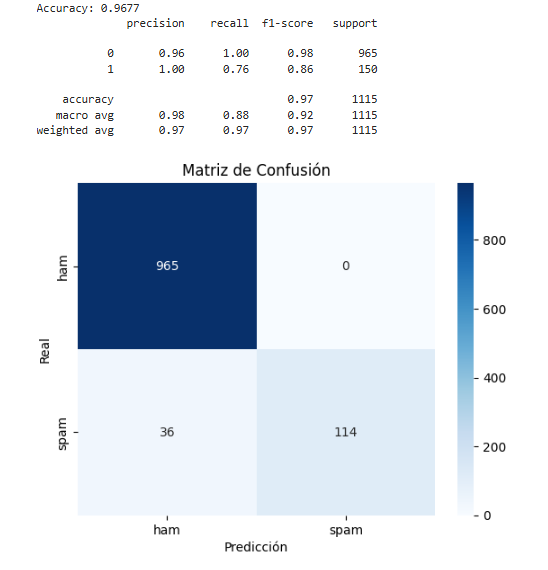 Accuracy: 0.9677
precision recall f1-score support
0 0.96 1.00 0.98 965
1 1.00 0.76 0.86 150
accuracy 0.97 1115
macro avg 0.98 0.88 0.92 1115
weighted avg 0.97 0.97 0.97 1115
Matriz de Confusión
ham
965
0
800
600
Real
400
spam
36
114
200
0
ham
spam
Predicción